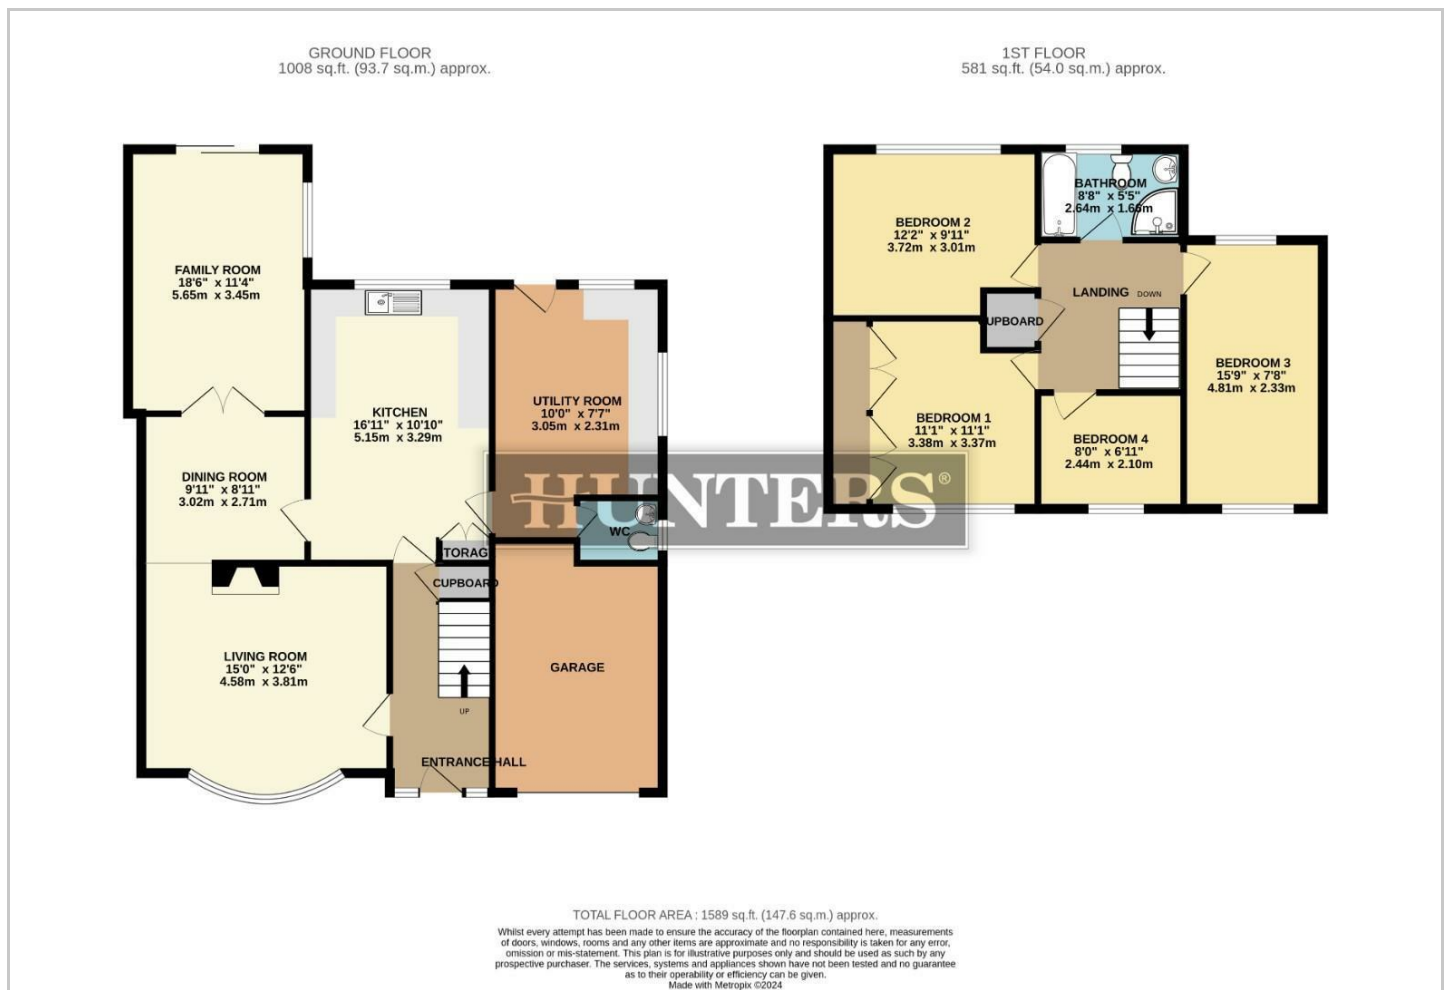 GROUND FLOOR
1008 sq.ft. (93.7 sq.m.) approx.
1ST FLOOR
581 sq.ft. (54.0 sq.m.) approx.
FAMILY ROOM
18'6" x 11'4"
5.65m x 3.45m
KITCHEN
16'11" x 10'10"
5.15m x 3.29m
UTILITY ROOM
10'0" x 7'7"
3.05m x 2.31m
DINING ROOM
9'11" x 8'11"
3.02m x 2.71m
WC
TORAG
CUPBOARD
LIVING ROOM
15'0" x 12'6"
4.58m x 3.81m
GARAGE
UP
ENTRANCE HALL
BEDROOM 2
12'2" x 9'11"
3.72m x 3.01m
BATHROOM
8'8" x 5'5"
2.64m x 1.66m
LANDING
DOWN
UPBOARD
BEDROOM 3
15'9" x 7'8"
4.81m x 2.33m
BEDROOM 1
11'1" x 11'1"
3.38m x 3.37m
BEDROOM 4
8'0" x 6'11"
2.44m x 2.10m
HUNTERS®
TOTAL FLOOR AREA : 1589 sq.ft. (147.6 sq.m.) approx.
Whilst every attempt has been made to ensure the accuracy of the floorplan contained here, measurements
of doors, windows, rooms and any other items are approximate and no responsibility is taken for any error,
omission or mis-statement. This plan is for illustrative purposes only and should be used as such by any
prospective purchaser. The services, systems and appliances shown have not been tested and no guarantee
as to their operability or efficiency can be given.
Made with Metropix ©2024